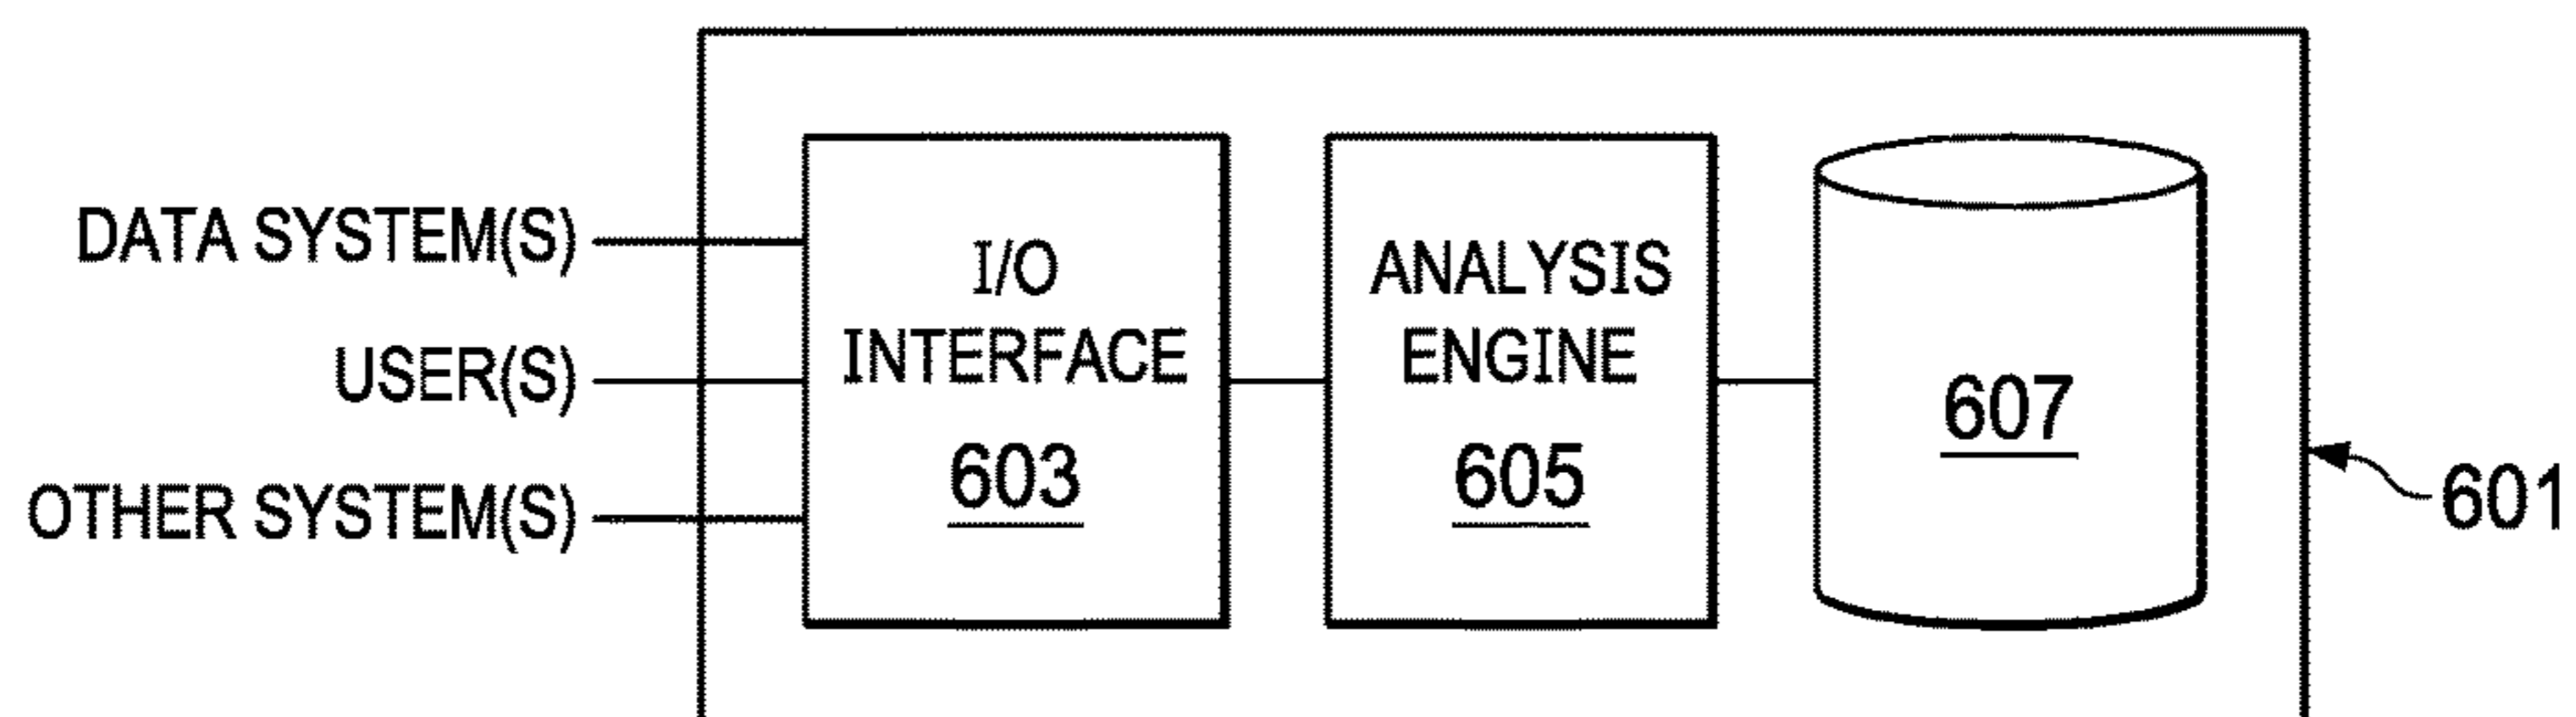 DATA SYSTEM(S)
USER(S)
OTHER SYSTEM(S)
I/O
INTERFACE
603
ANALYSIS
ENGINE
605
607
601